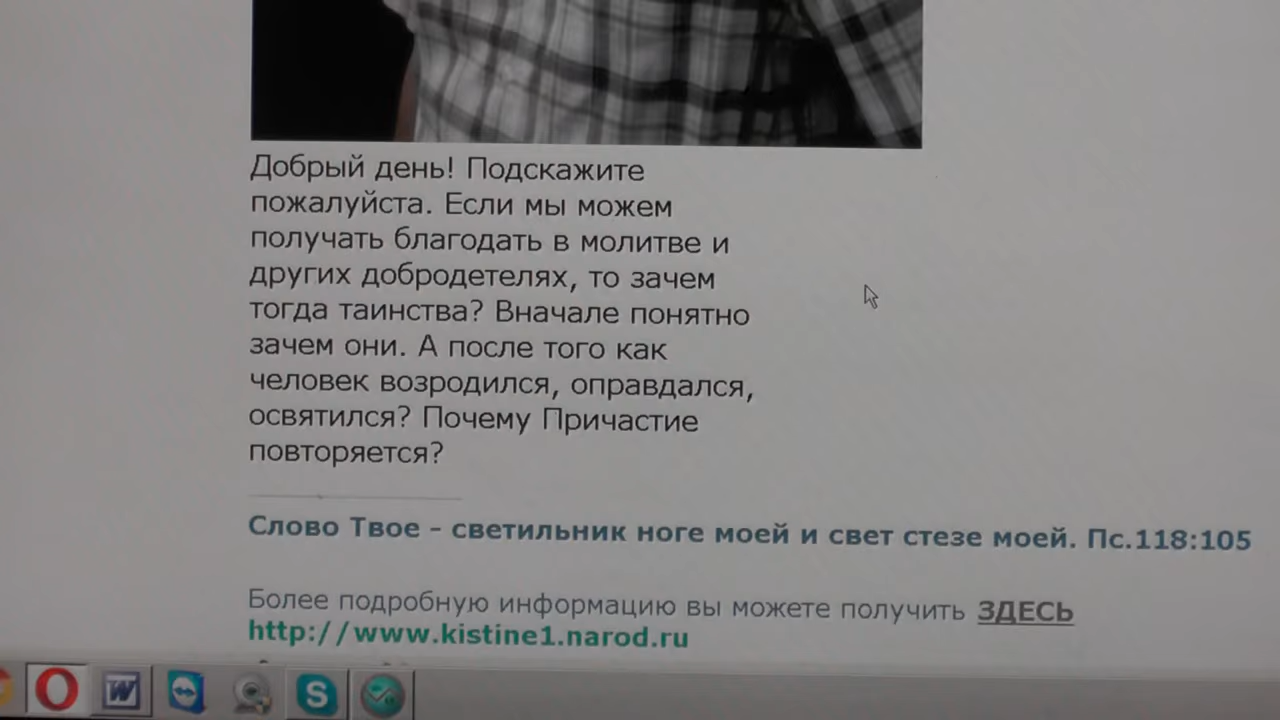 Добрый день! Подскажите
пожалуйста. Если мы можем
получать благодать в молитве и
других добродетелях, то зачем
тогда таинства? Вначале понятно
зачем они. А после того как
человек возродился, оправдался,
освятился? Почему Причастие
повторяется?
Слово Твое - светильник ноге моей и свет стезе моей. Пс.118:105
Более подробную информацию вы можете получить ЗДЕСЬ
http://www.kistine1.narod.ru